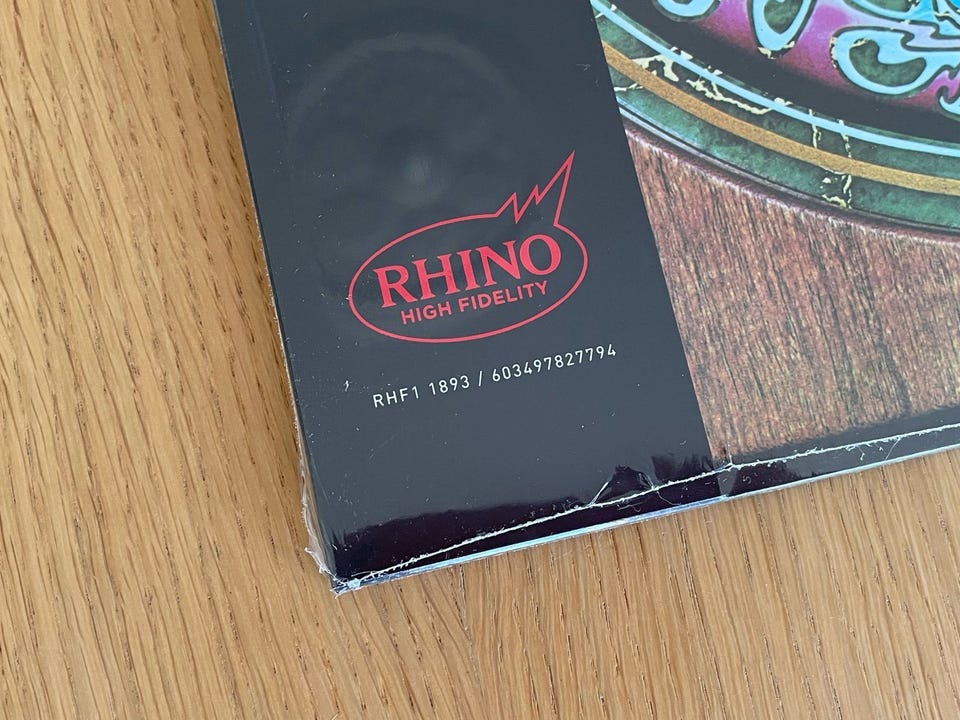 RHINO
HIGH FIDELITY
RHF1 1893 / 603497827794